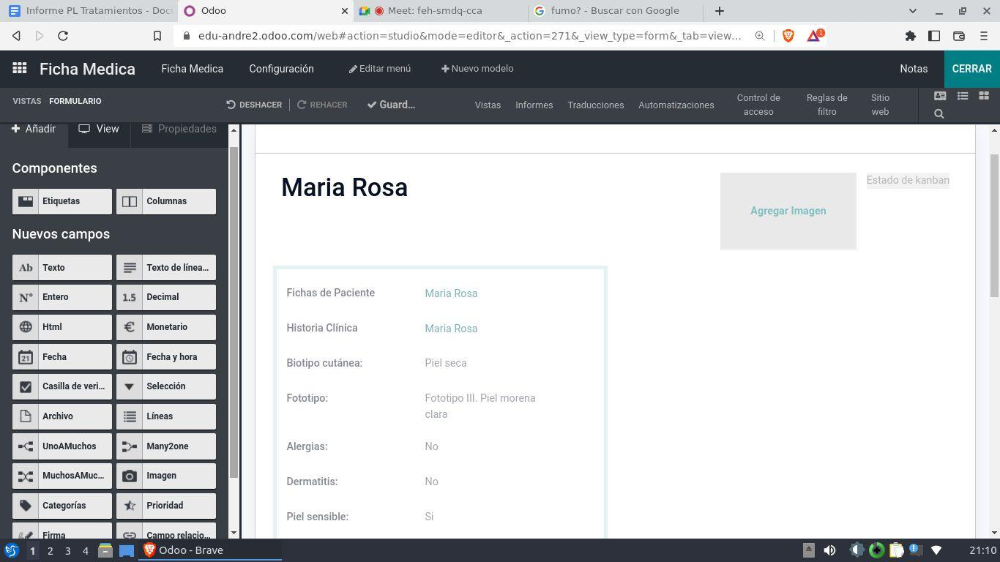 Informe PL Tratamientos - Docu
Odoo
Meet: feh-smdq-cca
fumo? - Buscar con Google
edu-andre2.odoo.com/web#action=studio&mode=editor&_action=271&_view_type=form&_tab=view...
1
Ficha Medica
Ficha Medica
Configuración
Editar menú
Nuevo modelo
Notas
CERRAR
VISTAS FORMULARIO
DESHACER
REHACER
Guard...
Vistas
Informes
Traducciones
Automatizaciones
Control de
acceso
Reglas de
filtro
Sitio
web
Añadir
View
Propiedades
Componentes
Etiquetas
Columnas
Nuevos campos
Ab Texto
Texto de línea...
N° Entero
1.5 Decimal
Html
€ Monetario
21 Fecha
Fecha y hora
Casilla de veri...
Selección
Archivo
Líneas
UnoAMuchos
Many2one
MuchosAMuc...
Imagen
Categorías
Prioridad
Firma
Campo relacio...
Maria Rosa
Agregar Imagen
Estado de kanban
Fichas de Paciente Maria Rosa
Historia Clínica Maria Rosa
Biotipo cutánea: Piel seca
Fototipo: Fototipo III. Piel morena
clara
Alergias: No
Dermatitis: No
Piel sensible: Si
1 2 3 4
Odoo - Brave
21:10